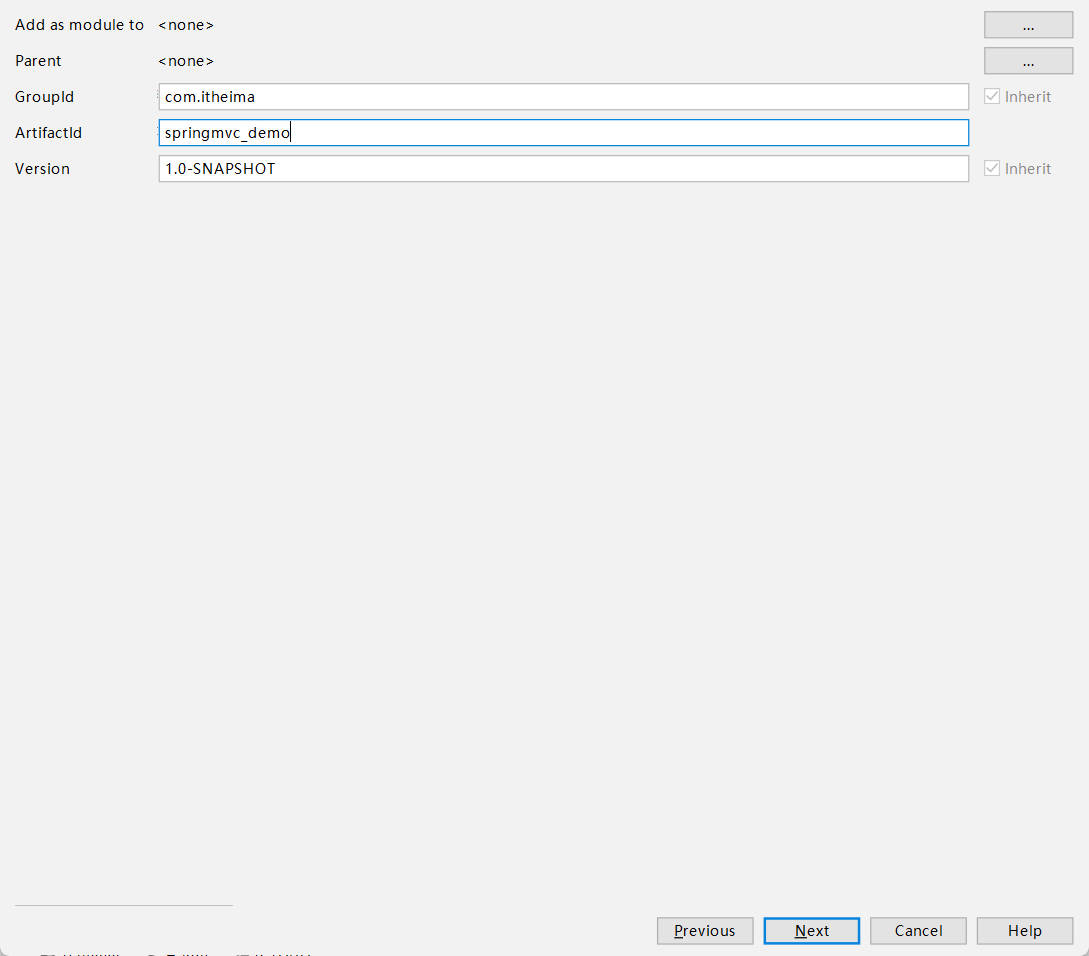 Add as module to <none> ...
Parent <none> ...
GroupId com.itheima Inherit
ArtifactId springmvc_demo
Version 1.0-SNAPSHOT Inherit
Previous Next Cancel Help